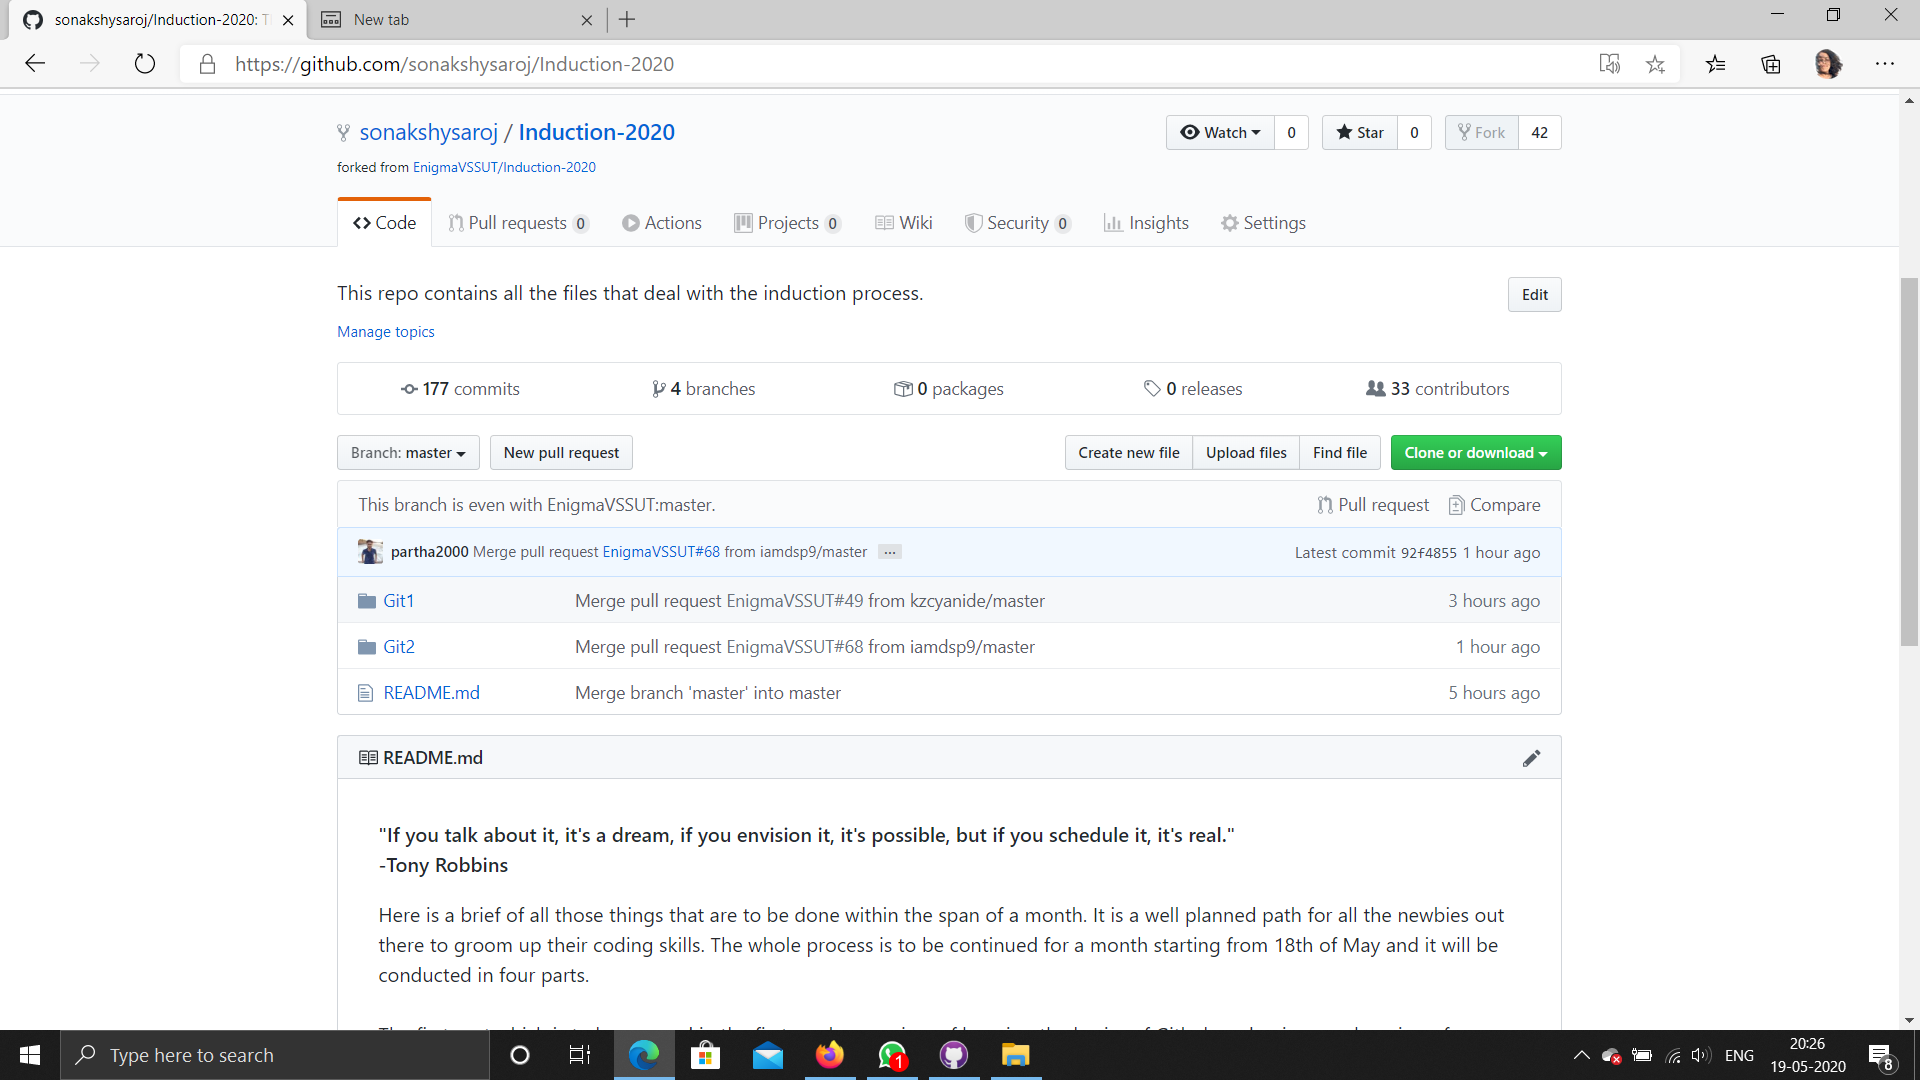 sonakshysaroj/Induction-2020: T
New tab
https://github.com/sonakshysaroj/Induction-2020
sonakshysaroj / Induction-2020
Watch 0 Star 0 Fork 42
forked from EnigmaVSSUT/Induction-2020
Code Pull requests 0 Actions Projects 0 Wiki Security 0 Insights Settings
This repo contains all the files that deal with the induction process.
Edit
Manage topics
177 commits 4 branches 0 packages 0 releases 33 contributors
Branch: master New pull request Create new file Upload files Find file Clone or download
This branch is even with EnigmaVSSUT:master. Pull request Compare
partha2000 Merge pull request EnigmaVSSUT#68 from iamdsp9/master ... Latest commit 92f4855 1 hour ago
Git1 Merge pull request EnigmaVSSUT#49 from kzcyanide/master 3 hours ago
Git2 Merge pull request EnigmaVSSUT#68 from iamdsp9/master 1 hour ago
README.md Merge branch 'master' into master 5 hours ago
README.md
"If you talk about it, it's a dream, if you envision it, it's possible, but if you schedule it, it's real."
-Tony Robbins
Here is a brief of all those things that are to be done within the span of a month. It is a well planned path for all the newbies out
there to groom up their coding skills. The whole process is to be continued for a month starting from 18th of May and it will be
conducted in four parts.
Type here to search
1
ENG
20:26
19-05-2020
8